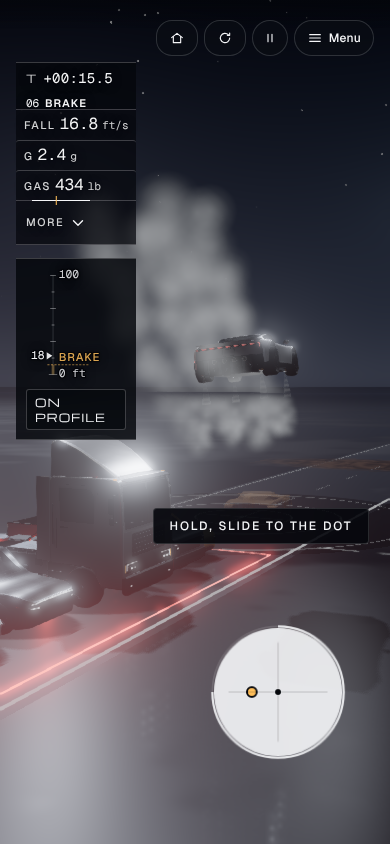 Menu
T +00:15.5
06 BRAKE
FALL 16.8 ft/s
G 2.4 g
GAS 434 lb
MORE
100
18 BRAKE
0 ft
ON
PROFILE
HOLD, SLIDE TO THE DOT